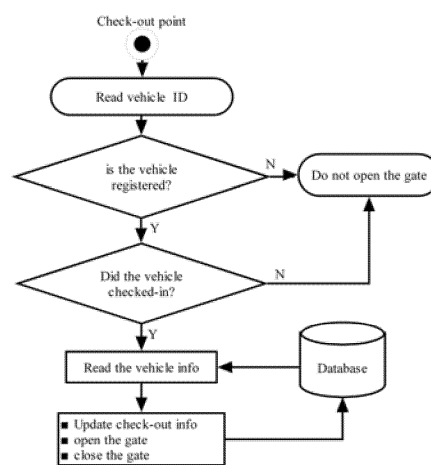 Check-out point
Read vehicle ID
is the vehicle
registered?
N
Do not open the gate
Y
Did the vehicle
checked-in?
N
Y
Read the vehicle info
Database
■ Update check-out info
■ open the gate
■ close the gate